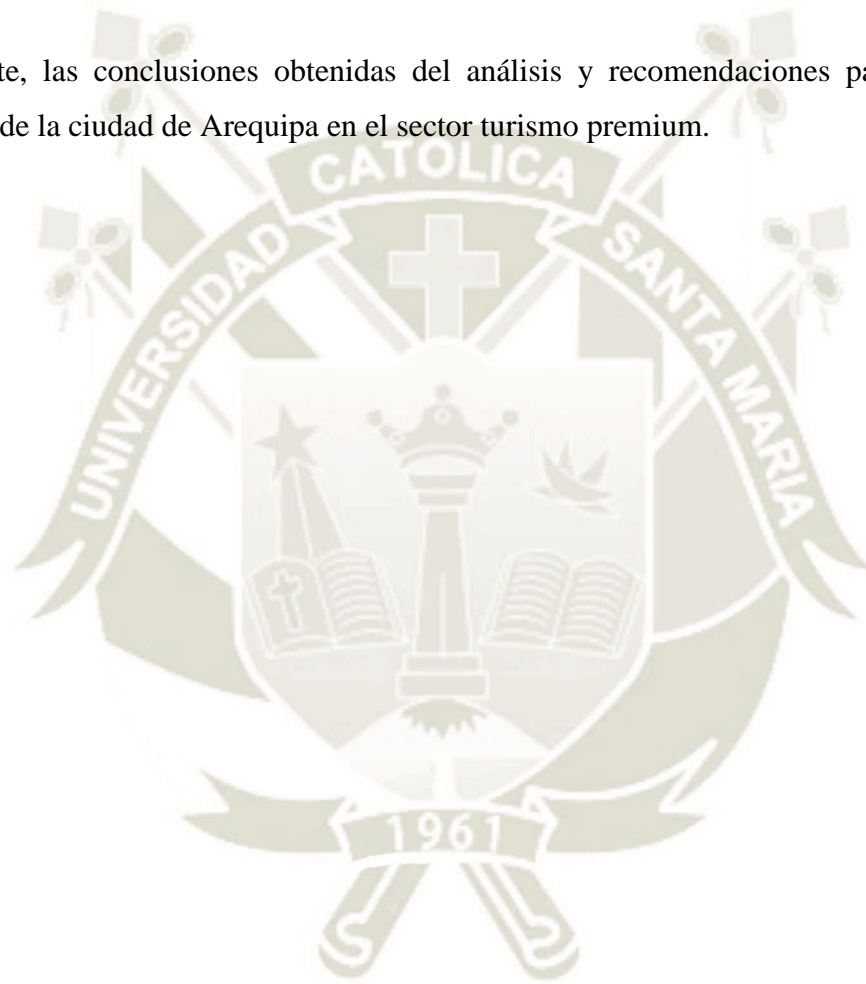 te, las conclusiones obtenidas del análisis y recomendaciones pa
de la ciudad de Arequipa en el sector turismo premium.
UNIVERSIDAD CATOLICA SANTA MARIA
1961